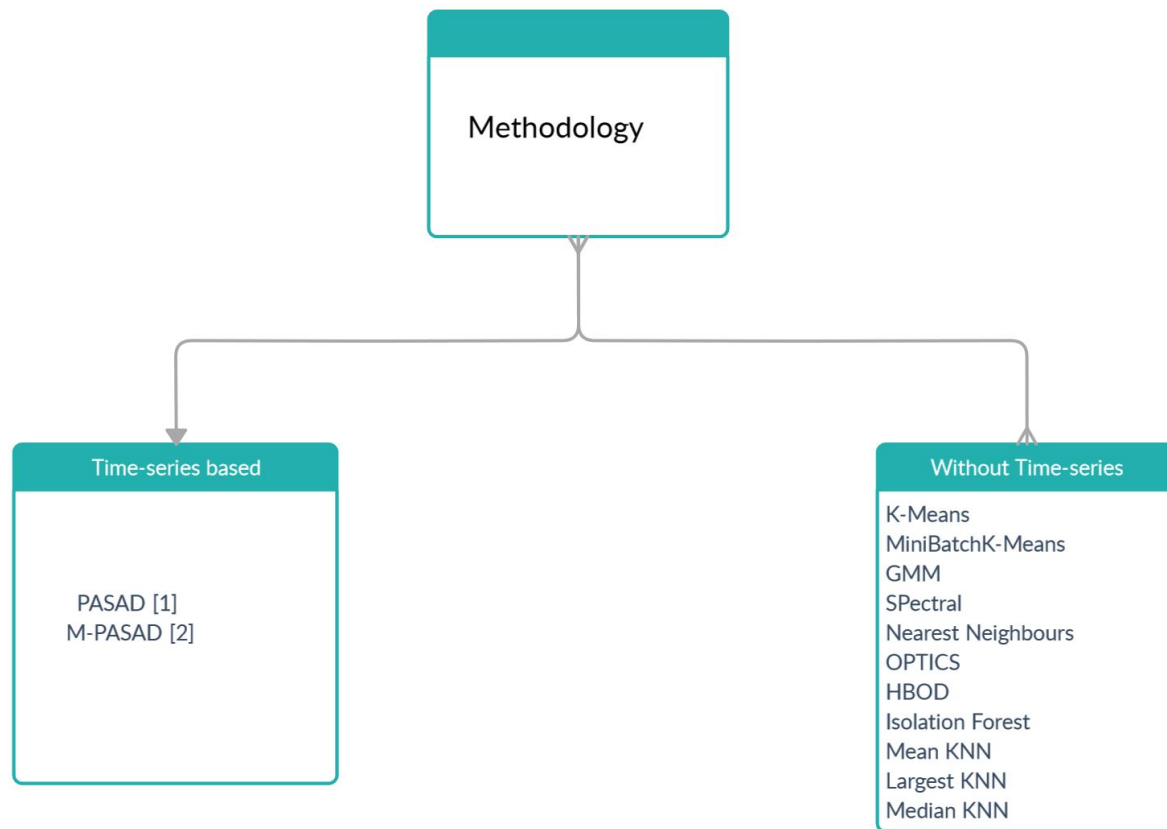 Methodology
Time-series based
PASAD [1]
M-PASAD [2]
Without Time-series
K-Means
MiniBatchK-Means
GMM
SPectral
Nearest Neighbours
OPTICS
HBOD
Isolation Forest
Mean KNN
Largest KNN
Median KNN